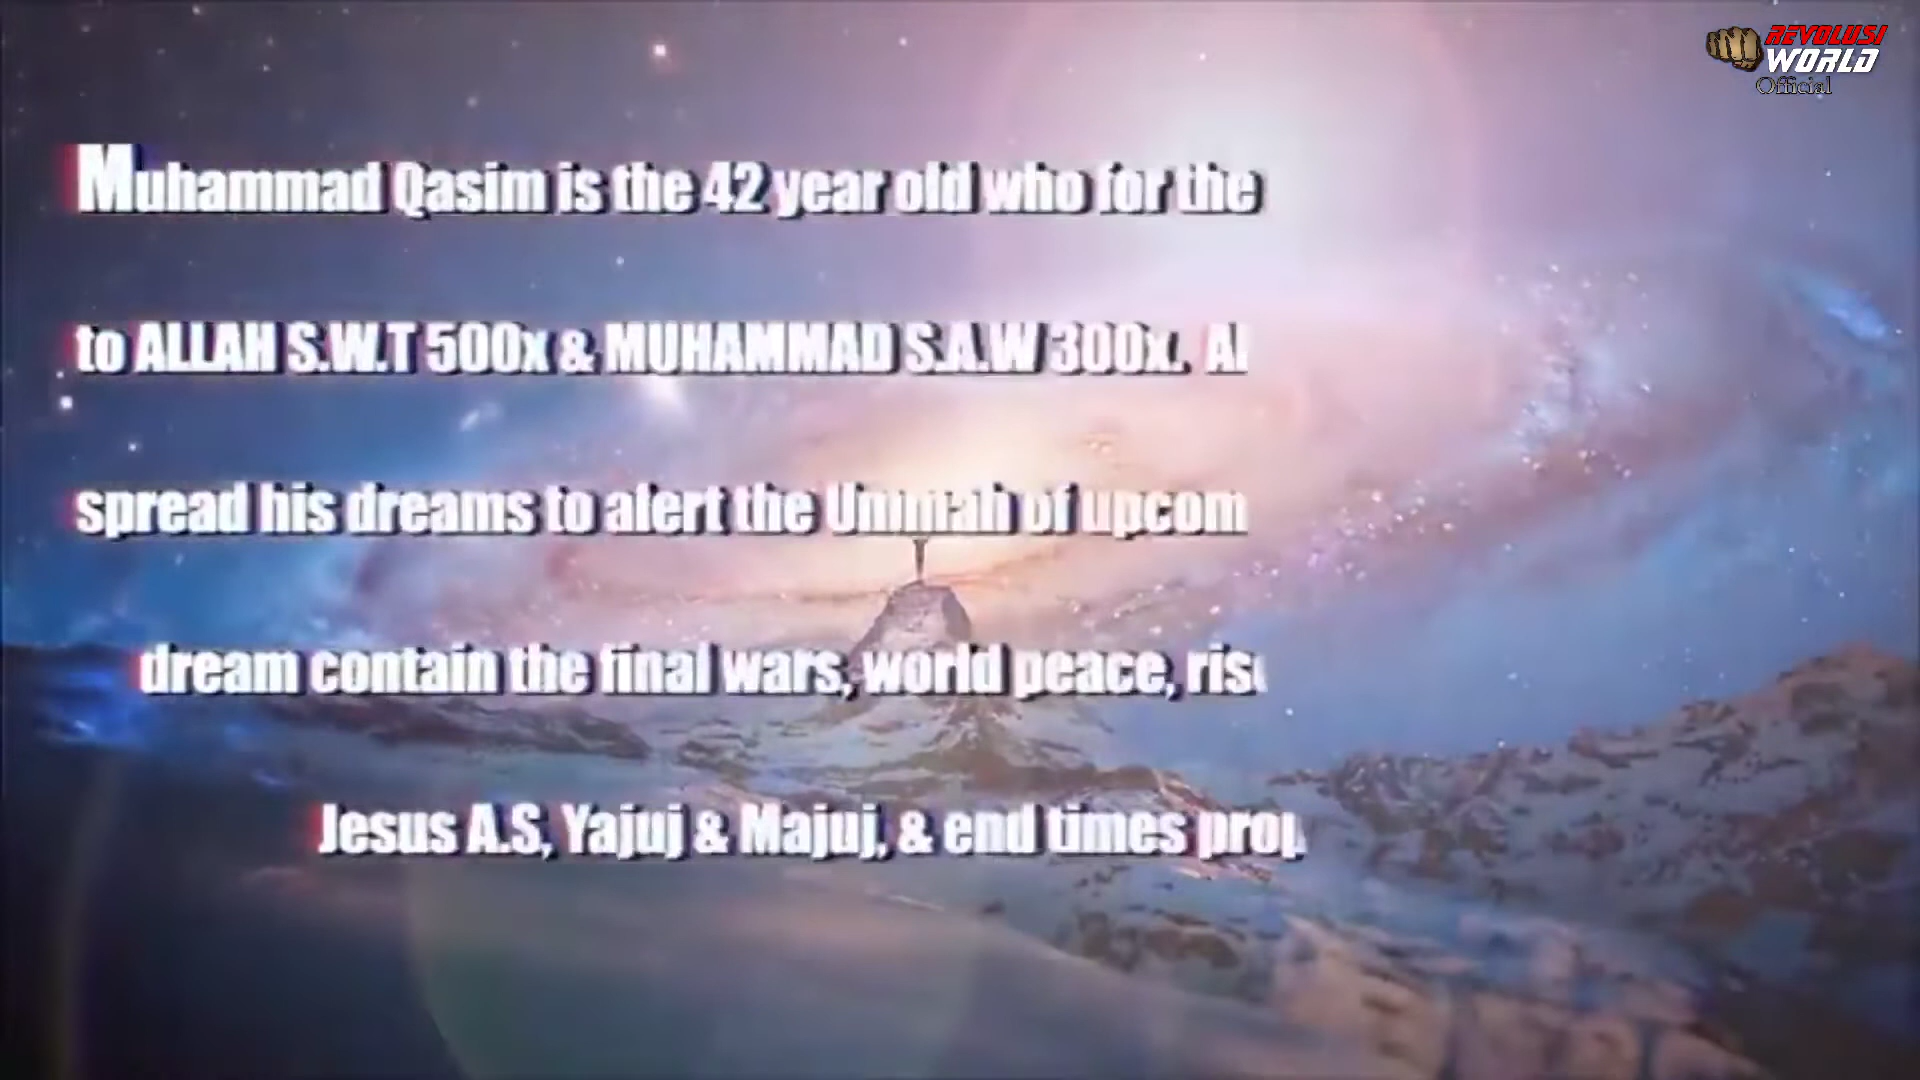 REVOLUSI
WORLD
Official
Muhammad Qasim is the 42 year old who for the
to ALLAH S.W.T 500x & MUHAMMAD S.A.W 300x.
spread his dreams to alert the Ummah of upcom
dream contain the final wars, world peace,
Jesus A.S, Yajuj & Majuj, & end times